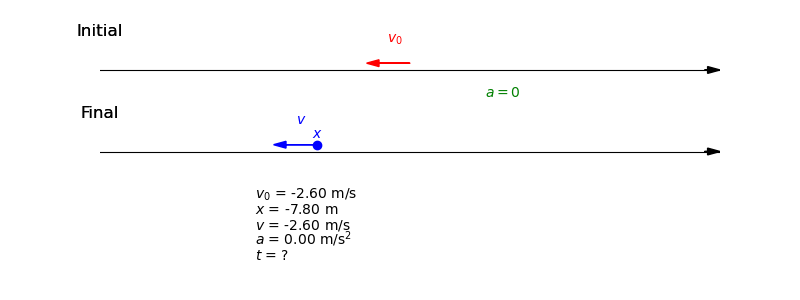 Initial
v₀
a = 0
Final
v
x
v₀ = -2.60 m/s
x = -7.80 m
v = -2.60 m/s
a = 0.00 m/s²
t = ?